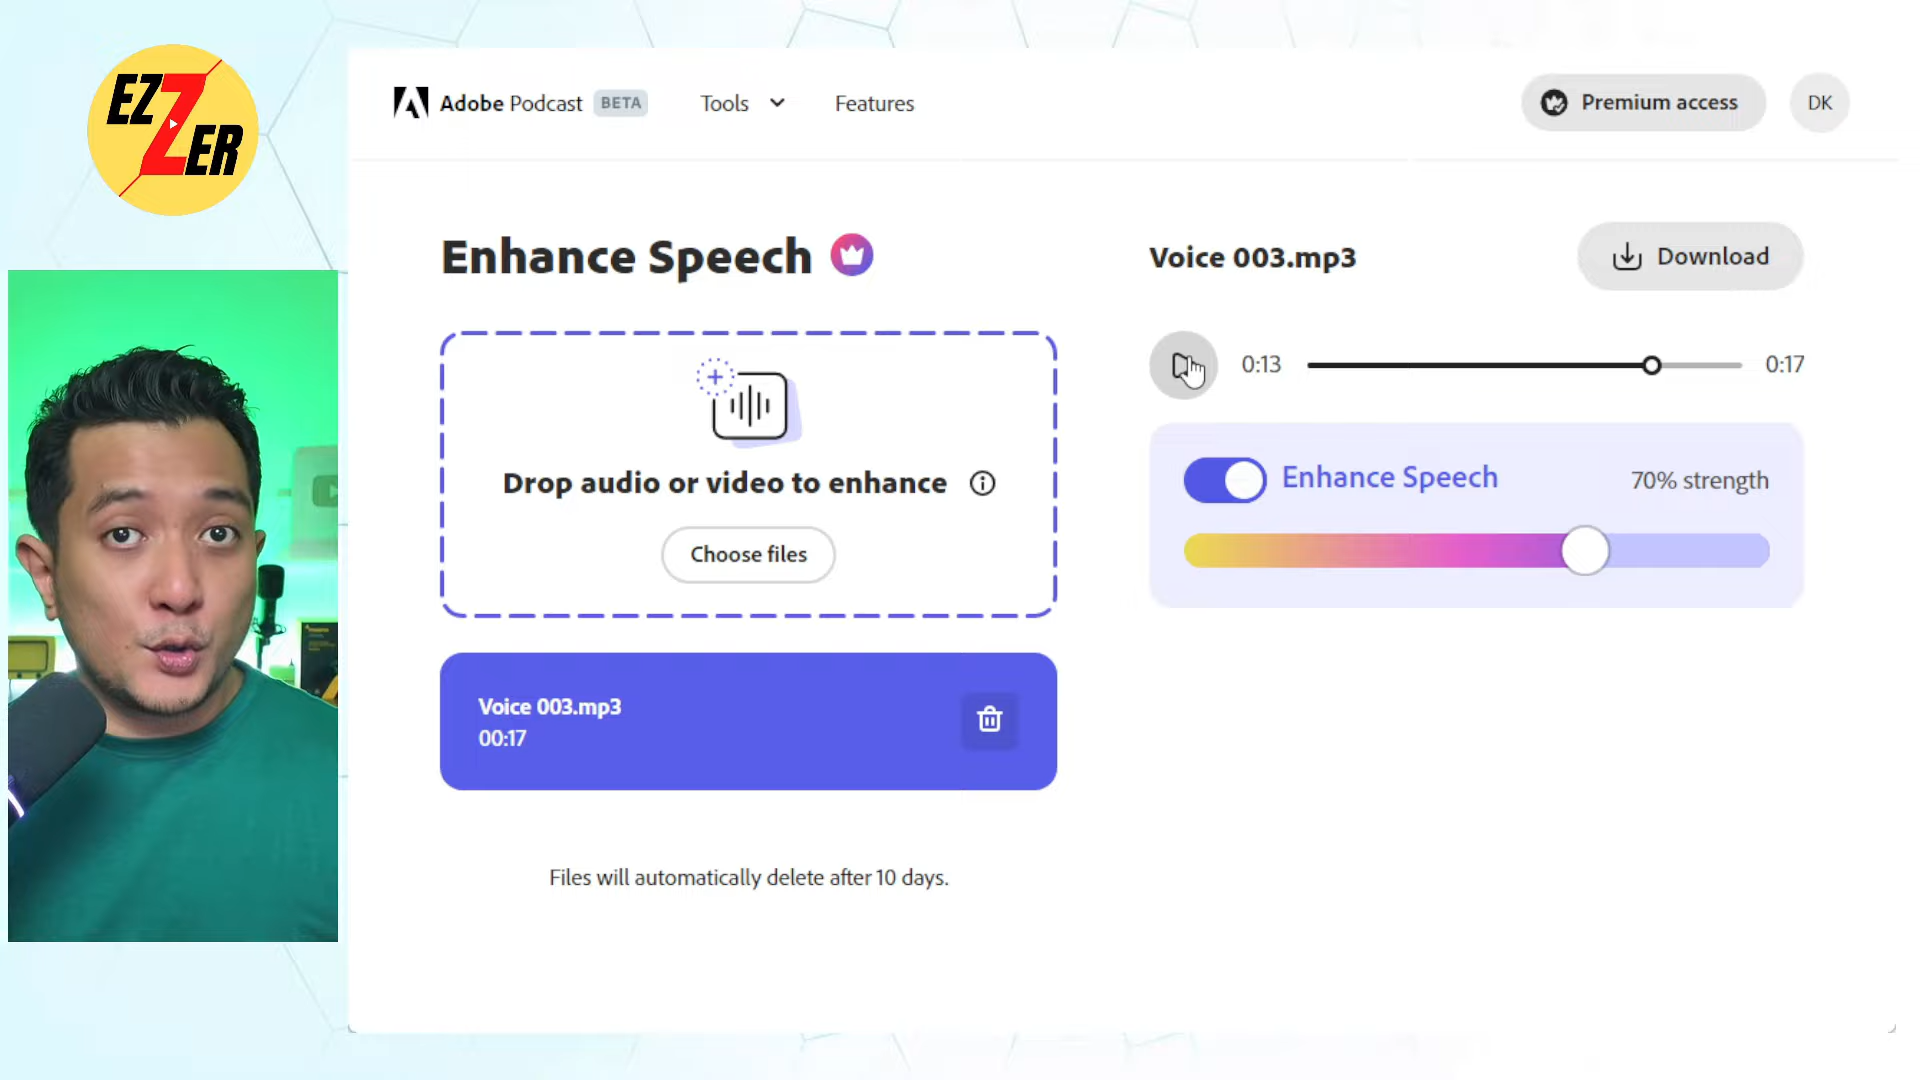 EZZER
Adobe Podcast BETA
Tools
Features
Premium access
DK
Enhance Speech
Drop audio or video to enhance
Choose files
Voice 003.mp3
00:17
Files will automatically delete after 10 days.
Voice 003.mp3
Download
0:13
0:17
Enhance Speech
70% strength